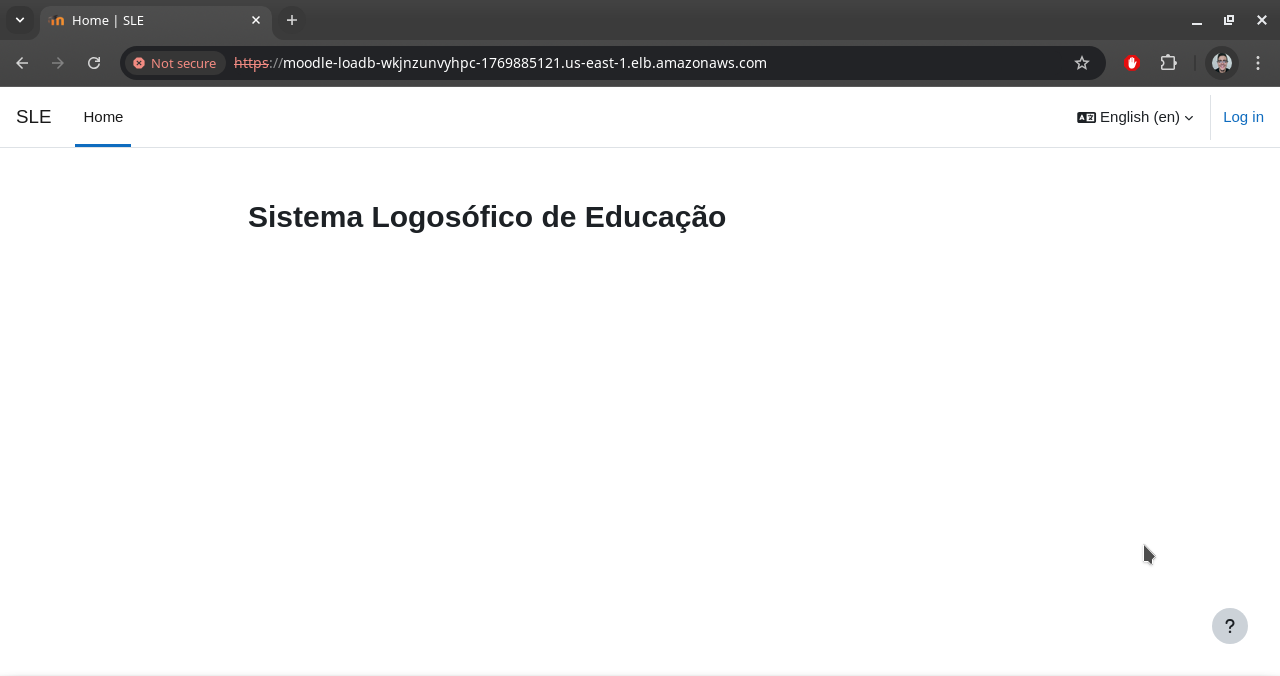 Home | SLE
Not secure https://moodle-loadb-wkjnzunvyhpc-1769885121.us-east-1.elb.amazonaws.com
SLE Home English (en) Log in
Sistema Logosófico de Educação
?